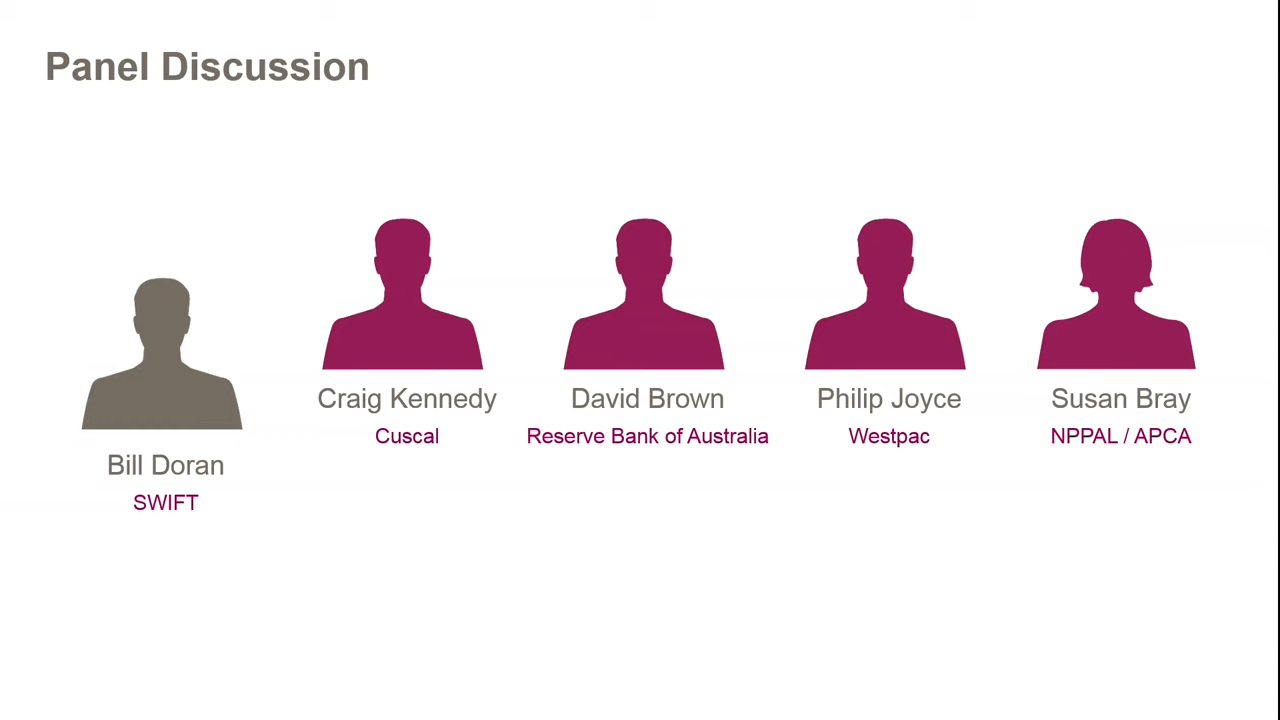 Panel Discussion
Craig Kennedy
Cuscal
David Brown
Reserve Bank of Australia
Philip Joyce
Westpac
Susan Bray
NPPAL / APCA
Bill Doran
SWIFT